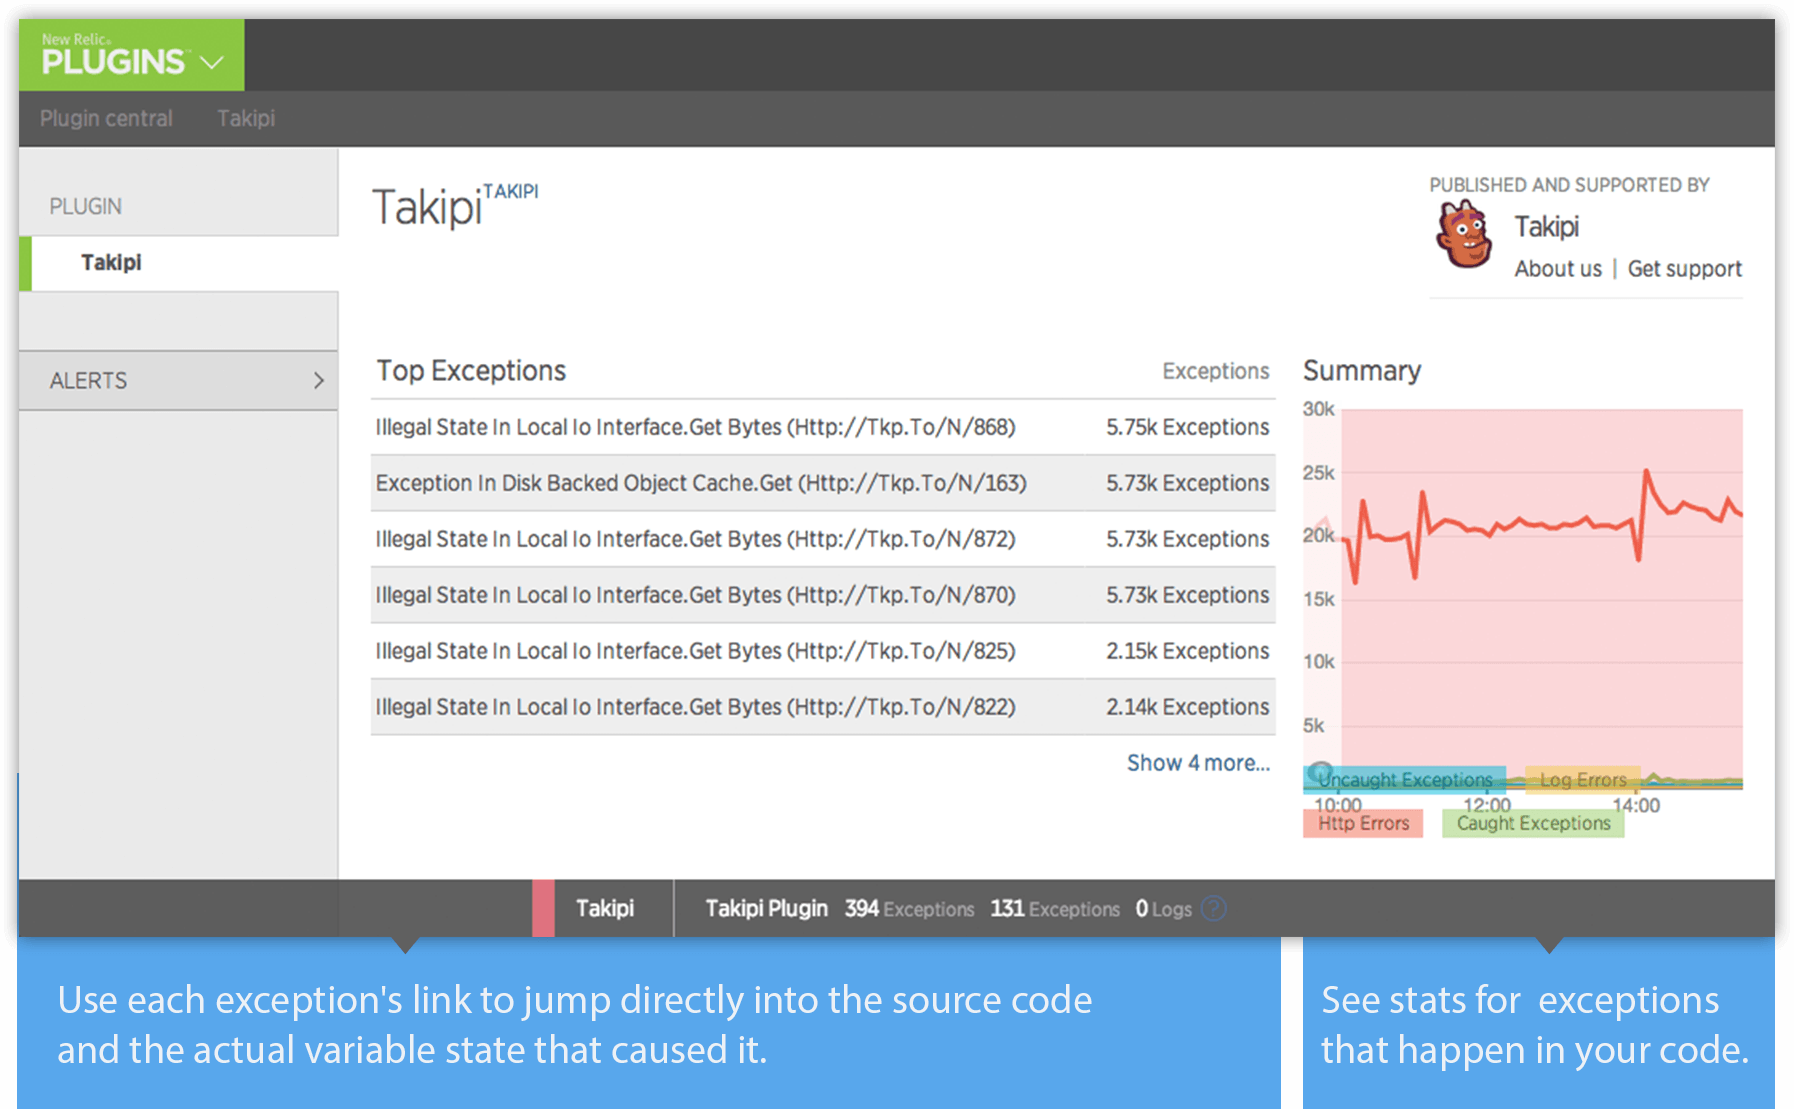 New Relic.
PLUGINS
Plugin central Takipi
PLUGIN
Takipi
ALERTS
Takipi TAKIPI
PUBLISHED AND SUPPORTED BY
Takipi
About us | Get support
Top Exceptions Exceptions
Illegal State In Local Io Interface.Get Bytes (Http://Tkp.To/N/868) 5.75k Exceptions
Exception In Disk Backed Object Cache.Get (Http://Tkp.To/N/163) 5.73k Exceptions
Illegal State In Local Io Interface.Get Bytes (Http://Tkp.To/N/872) 5.73k Exceptions
Illegal State In Local Io Interface.Get Bytes (Http://Tkp.To/N/870) 5.73k Exceptions
Illegal State In Local Io Interface.Get Bytes (Http://Tkp.To/N/825) 2.15k Exceptions
Illegal State In Local Io Interface.Get Bytes (Http://Tkp.To/N/822) 2.14k Exceptions
Show 4 more...
Summary
30k
25k
20k
15k
10k
5k
Uncaught Exceptions Log Errors
10:00 12:00 14:00
Http Errors Caught Exceptions
Takipi Takipi Plugin 394 Exceptions 131 Exceptions 0 Logs ?
Use each exception's link to jump directly into the source code
and the actual variable state that caused it.
See stats for exceptions
that happen in your code.